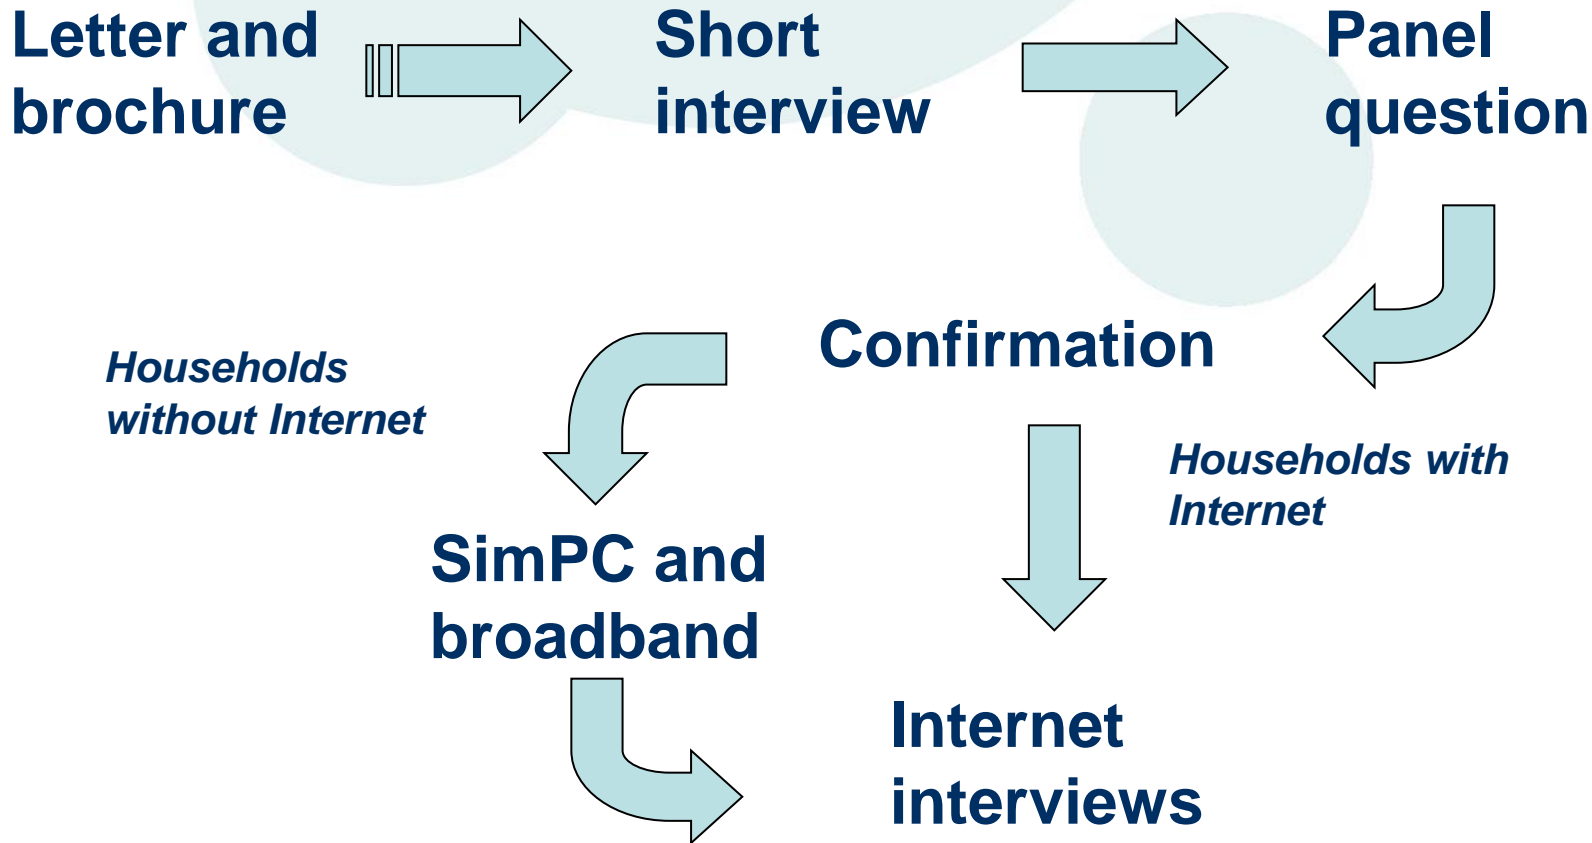 Letter and
brochure
Short
interview
Panel
question
Confirmation
Households
without Internet
Households with
Internet
SimPC and
broadband
Internet
interviews